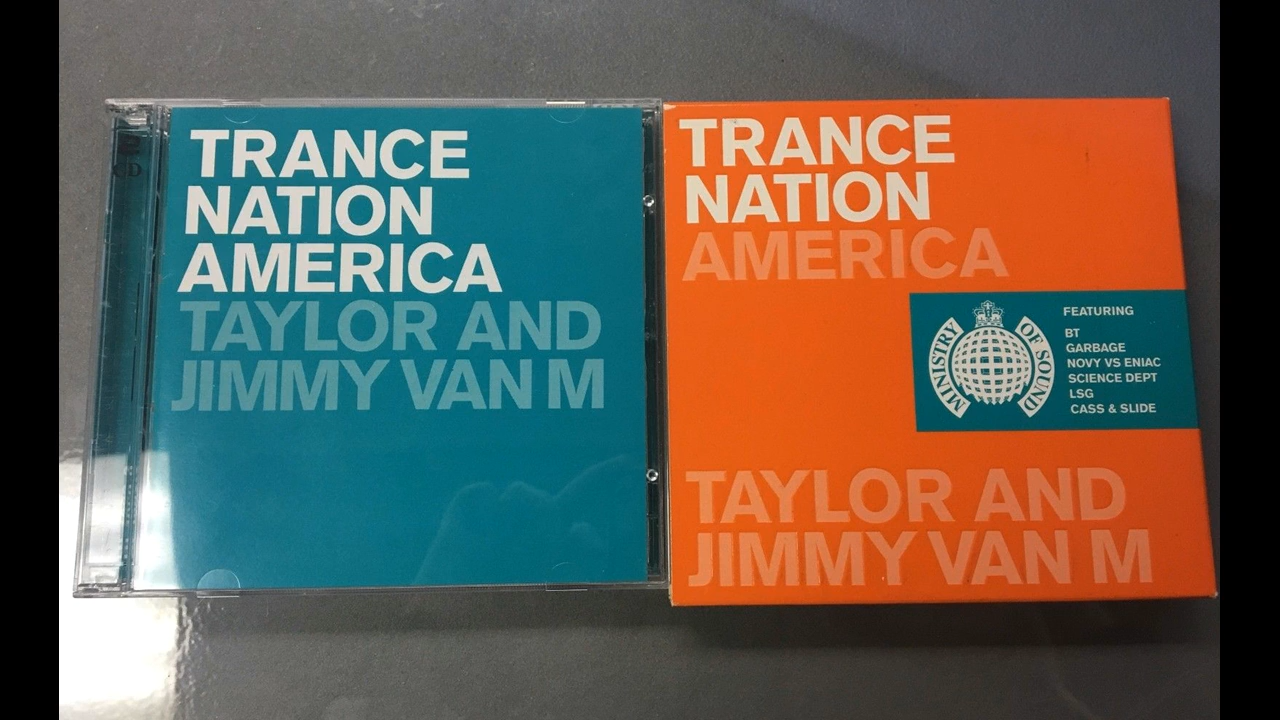 CD
TRANCE
NATION
AMERICA
TAYLOR AND
JIMMY VAN M
TRANCE
NATION
AMERICA
MINISTRY OF SOUND
FEATURING
BT
GARBAGE
NOVY VS ENIAC
SCIENCE DEPT
LSG
CASS & SLIDE
TAYLOR AND
JIMMY VAN M